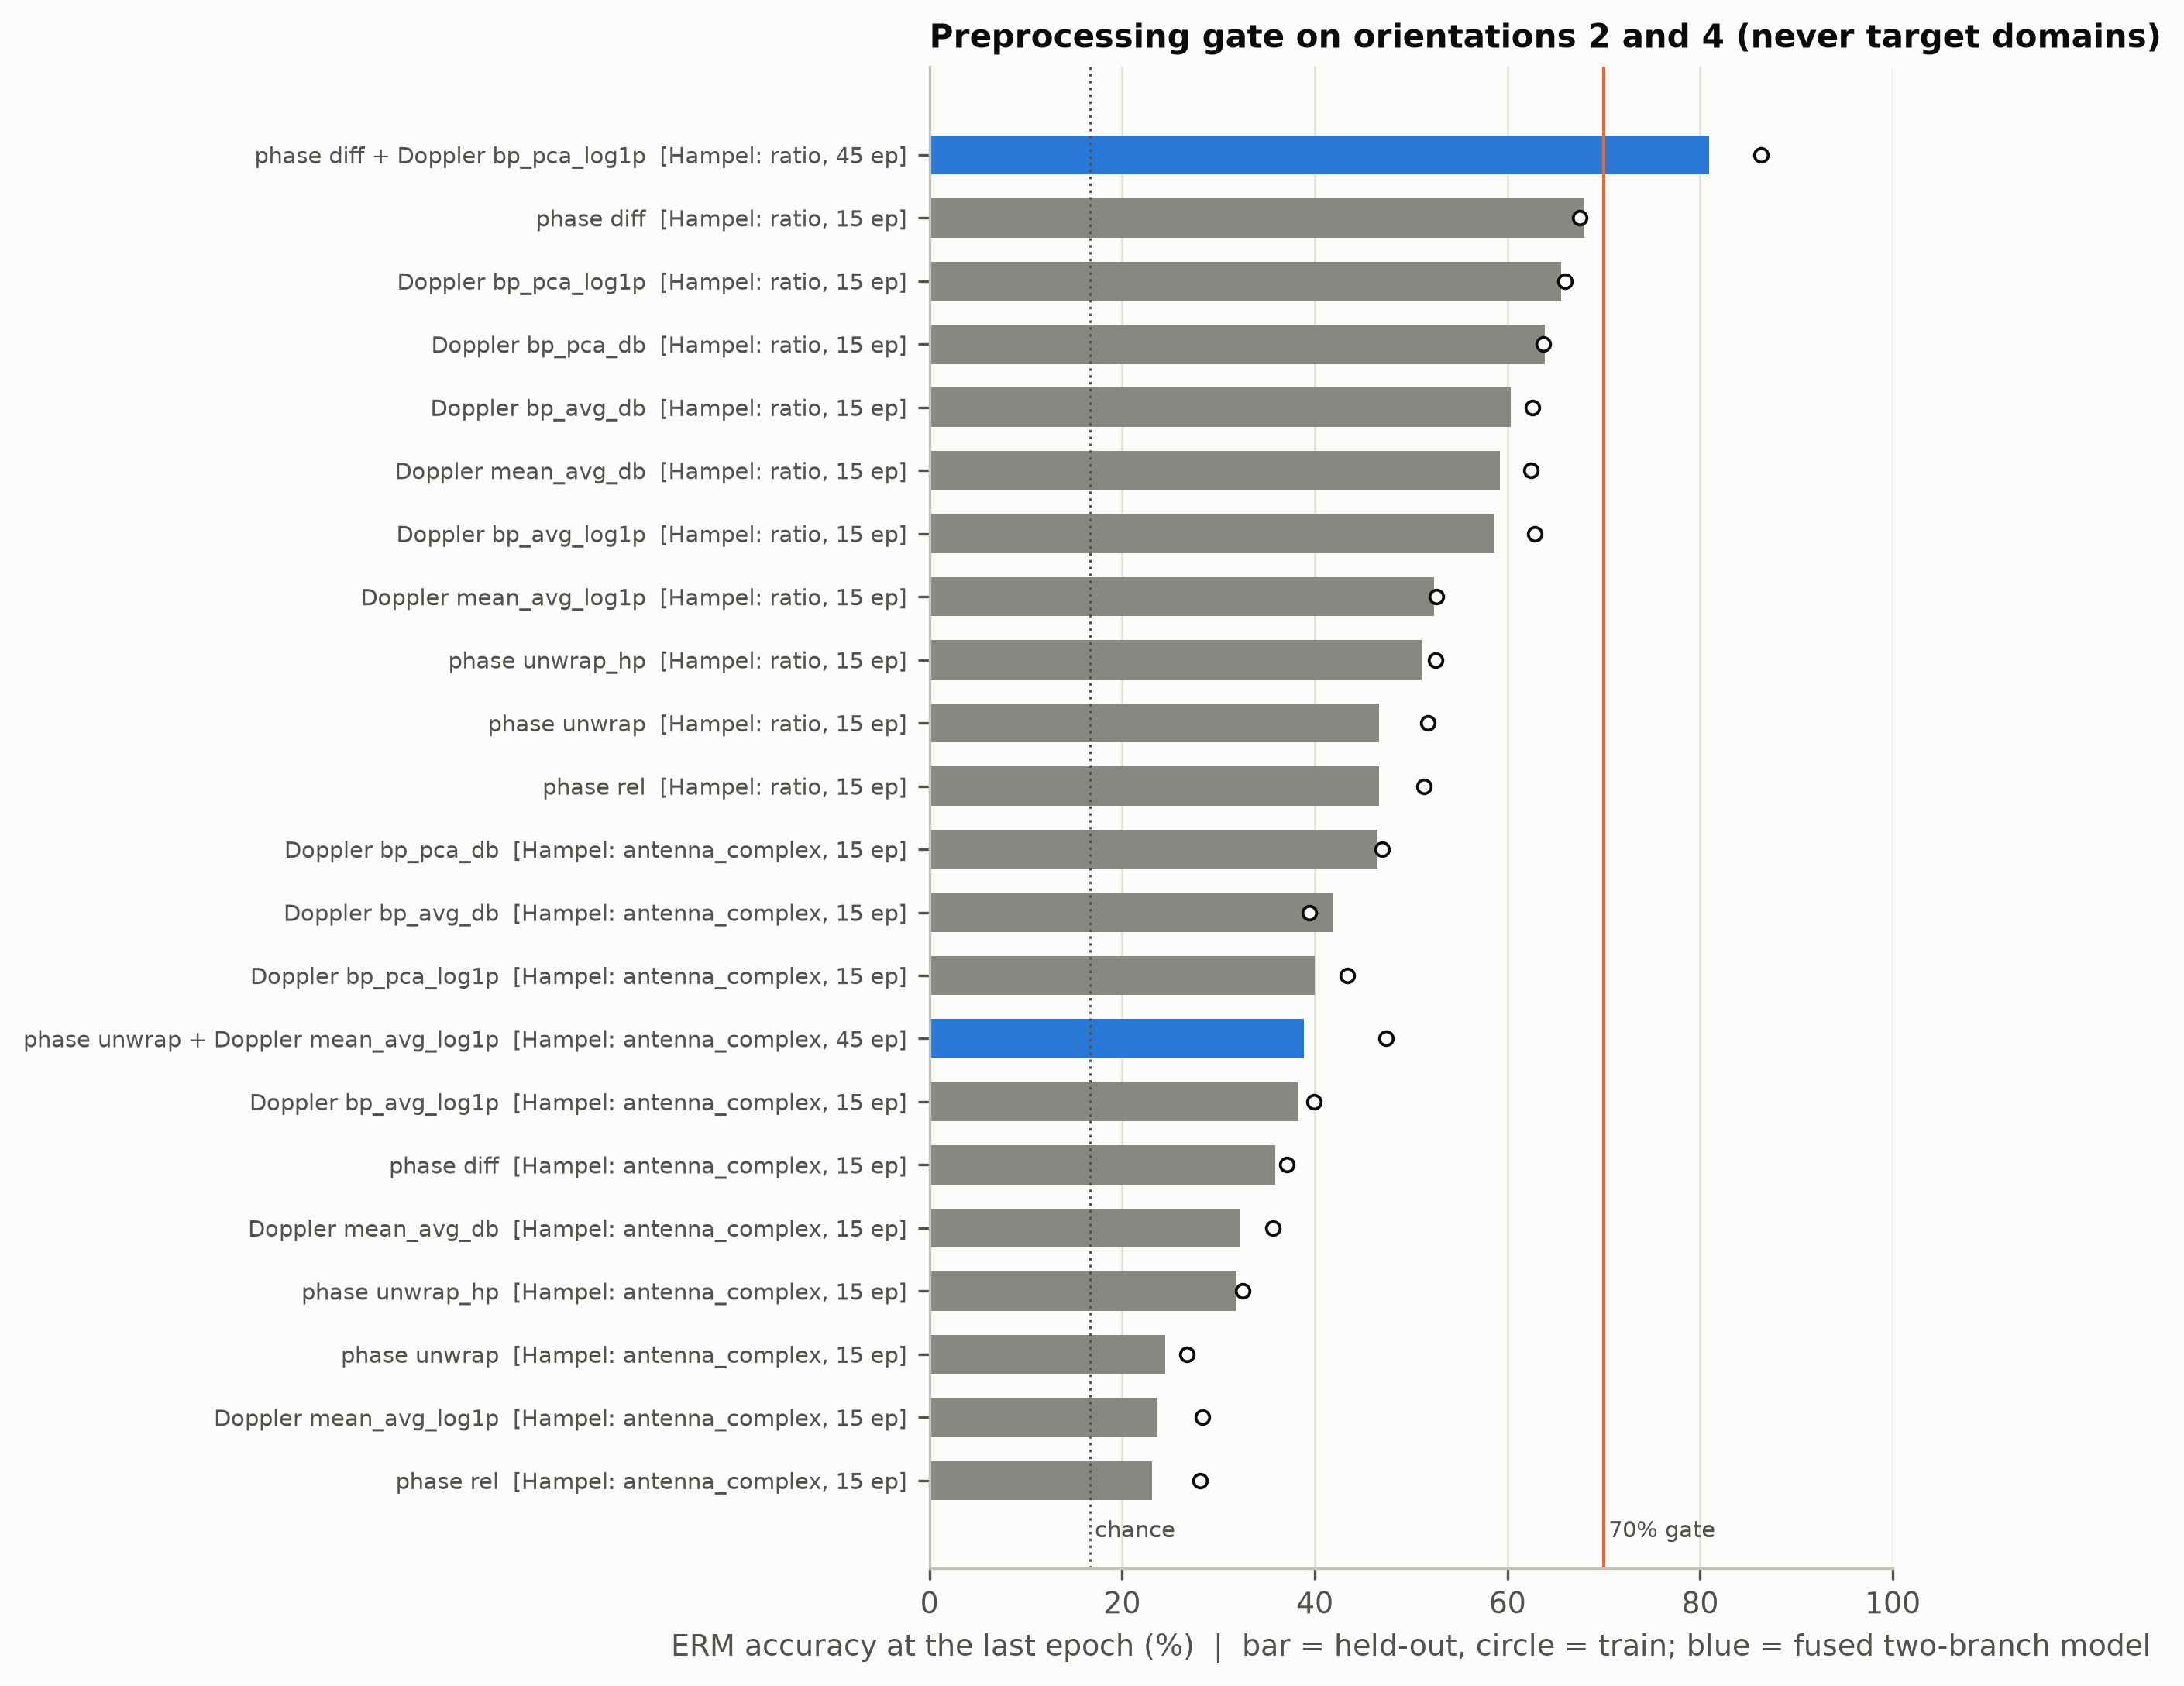 Preprocessing gate on orientations 2 and 4 (never target domains)
phase diff + Doppler bp_pca_log1p  [Hampel: ratio, 45 ep]
phase diff  [Hampel: ratio, 15 ep]
Doppler bp_pca_log1p  [Hampel: ratio, 15 ep]
Doppler bp_pca_db  [Hampel: ratio, 15 ep]
Doppler bp_avg_db  [Hampel: ratio, 15 ep]
Doppler mean_avg_db  [Hampel: ratio, 15 ep]
Doppler bp_avg_log1p  [Hampel: ratio, 15 ep]
Doppler mean_avg_log1p  [Hampel: ratio, 15 ep]
phase unwrap_hp  [Hampel: ratio, 15 ep]
phase unwrap  [Hampel: ratio, 15 ep]
phase rel  [Hampel: ratio, 15 ep]
Doppler bp_pca_db  [Hampel: antenna_complex, 15 ep]
Doppler bp_avg_db  [Hampel: antenna_complex, 15 ep]
Doppler bp_pca_log1p  [Hampel: antenna_complex, 15 ep]
phase unwrap + Doppler mean_avg_log1p  [Hampel: antenna_complex, 45 ep]
Doppler bp_avg_log1p  [Hampel: antenna_complex, 15 ep]
phase diff  [Hampel: antenna_complex, 15 ep]
Doppler mean_avg_db  [Hampel: antenna_complex, 15 ep]
phase unwrap_hp  [Hampel: antenna_complex, 15 ep]
phase unwrap  [Hampel: antenna_complex, 15 ep]
Doppler mean_avg_log1p  [Hampel: antenna_complex, 15 ep]
phase rel  [Hampel: antenna_complex, 15 ep]
chance
70% gate
0 20 40 60 80 100
ERM accuracy at the last epoch (%)  |  bar = held-out, circle = train; blue = fused two-branch model